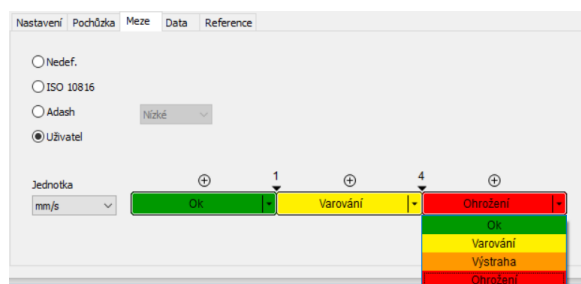 Nastavení Pochůzka Meze Data Reference
Nedef.
ISO 10816
Adash Nízké
Uživatel
Jednotka 1 4
mm/s Ok Varování Ohrožení
Ok
Varování
Výstraha
Ohrožení